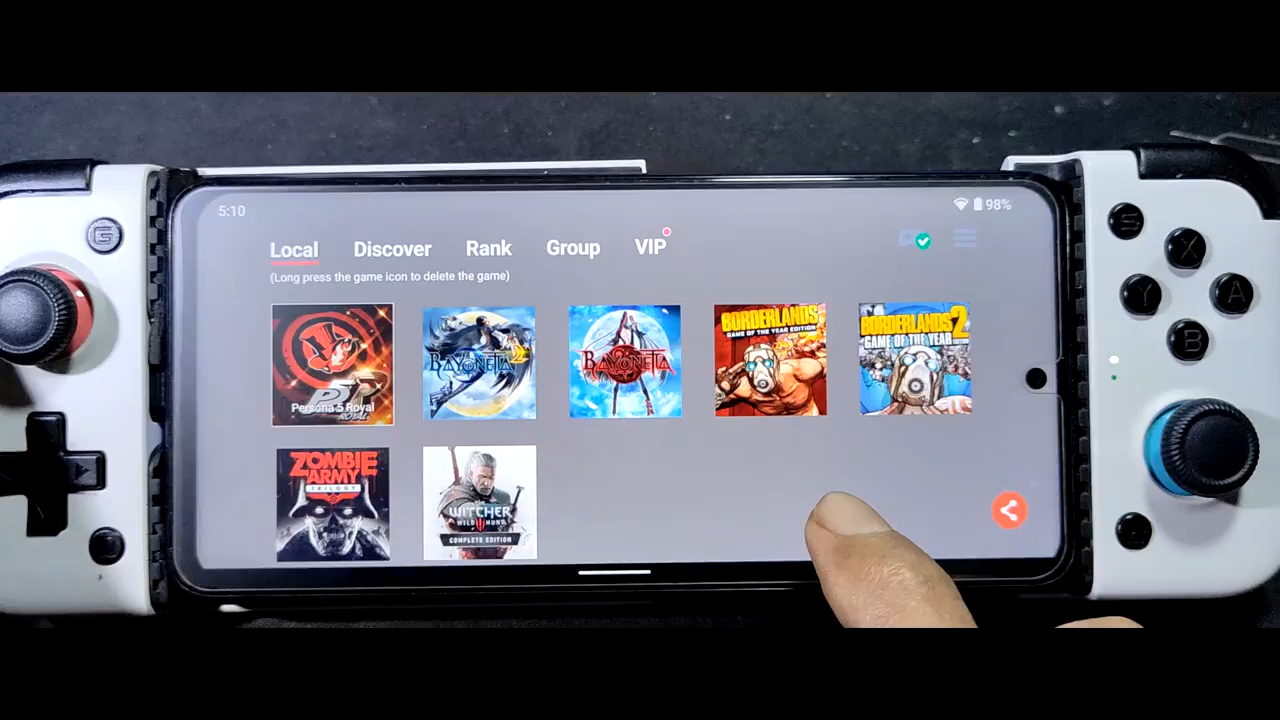 5:10
98%
Local Discover Rank Group VIP
(Long press the game icon to delete the game)
Persona 5 Royal
P5
ROYAL
BAYONETTA 2
BAYONETTA
BORDERLANDS
GAME OF THE YEAR EDITION
BORDERLANDS 2
GAME OF THE YEAR
ZOMBIE
ARMY
TRILOGY
WITCHER
WILD HUNT
COMPLETE EDITION
G
S
X
Y
A
B